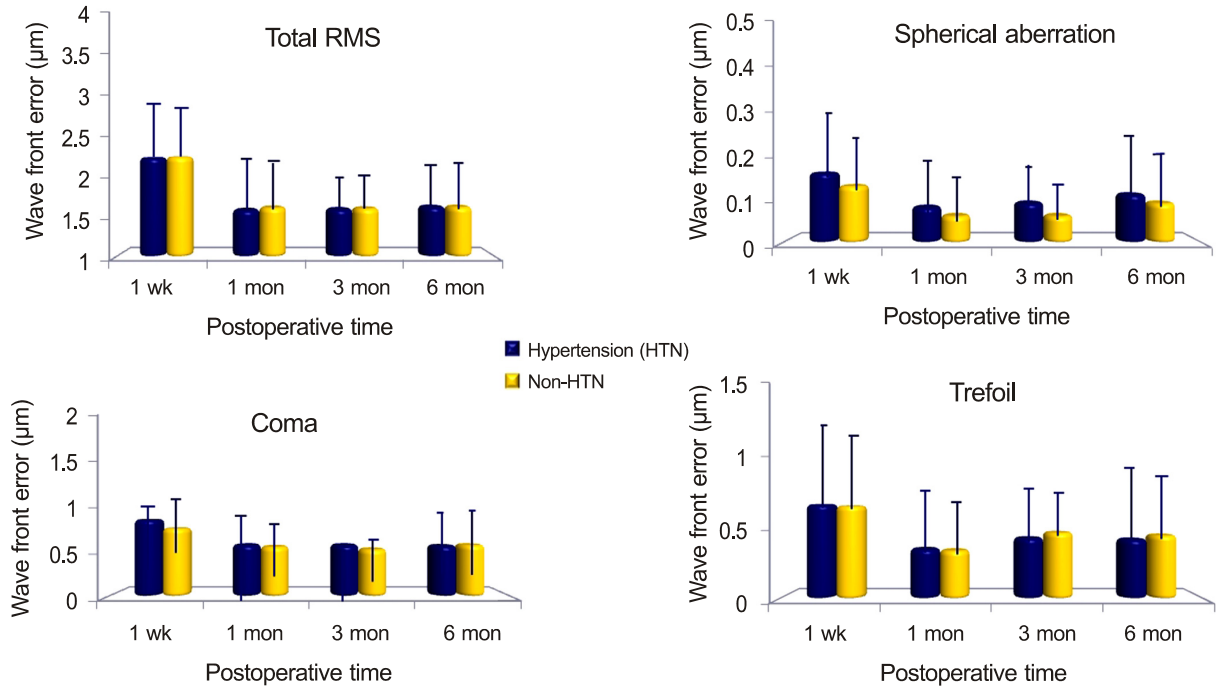 Total RMS
Wave front error (µm)
4
3.5
3
2.5
2
1.5
1
1 wk 1 mon 3 mon 6 mon
Postoperative time
Spherical aberration
Wave front error (µm)
0.5
0.4
0.3
0.2
0.1
0
1 wk 1 mon 3 mon 6 mon
Postoperative time
Hypertension (HTN)
Non-HTN
Coma
Wave front error (µm)
2
1.5
1
0.5
0
1 wk 1 mon 3 mon 6 mon
Postoperative time
Trefoil
Wave front error (µm)
1.5
1
0.5
0
1 wk 1 mon 3 mon 6 mon
Postoperative time